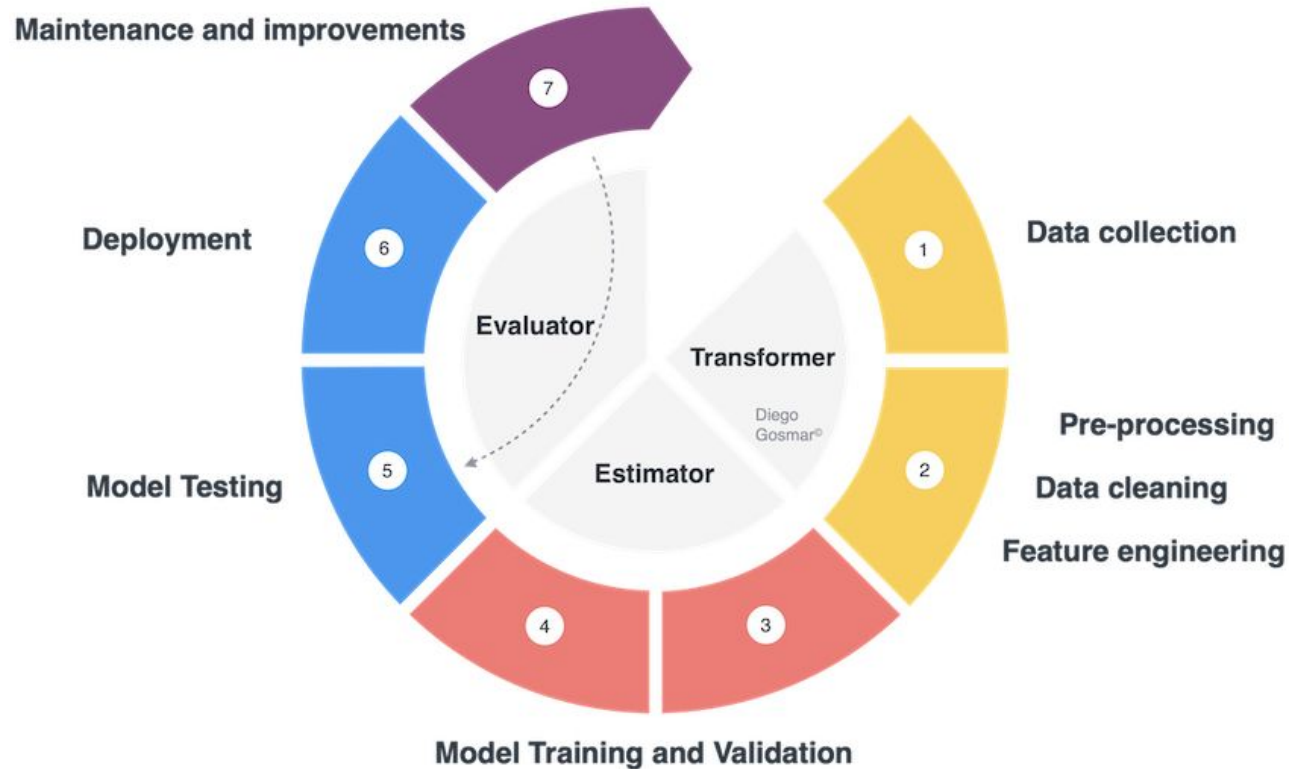 Maintenance and improvements
7
Deployment
6
1
Data collection
Evaluator
Transformer
Diego
Gosmar©
Pre-processing
Model Testing
5
Estimator
2
Data cleaning
Feature engineering
4
3
Model Training and Validation